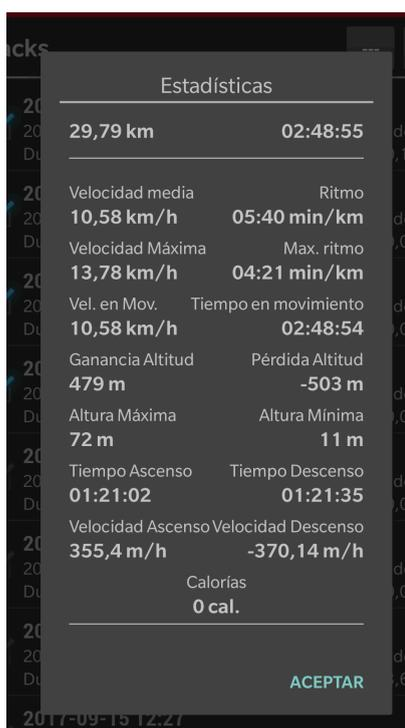 acks
Estadísticas
29,79 km 02:48:55
Velocidad media Ritmo
10,58 km/h 05:40 min/km
Velocidad Máxima Max. ritmo
13,78 km/h 04:21 min/km
Vel. en Mov. Tiempo en movimiento
10,58 km/h 02:48:54
Ganancia Altitud Pérdida Altitud
479 m -503 m
Altura Máxima Altura Mínima
72 m 11 m
Tiempo Ascenso Tiempo Descenso
01:21:02 01:21:35
Velocidad Ascenso Velocidad Descenso
355,4 m/h -370,14 m/h
Calorías
0 cal.
ACEPTAR
2017-09-15 12:27